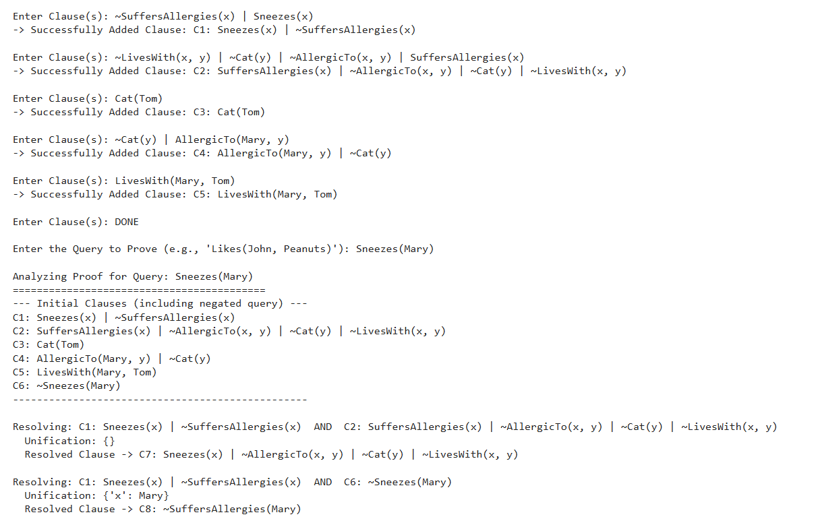 Enter Clause(s): ~SuffersAllergies(x) | Sneezes(x)
-> Successfully Added Clause: C1: Sneezes(x) | ~SuffersAllergies(x)
Enter Clause(s): ~LivesWith(x, y) | ~Cat(y) | ~AllergicTo(x, y) | SuffersAllergies(x)
-> Successfully Added Clause: C2: SuffersAllergies(x) | ~AllergicTo(x, y) | ~Cat(y) | ~LivesWith(x, y)
Enter Clause(s): Cat(Tom)
-> Successfully Added Clause: C3: Cat(Tom)
Enter Clause(s): ~Cat(y) | AllergicTo(Mary, y)
-> Successfully Added Clause: C4: AllergicTo(Mary, y) | ~Cat(y)
Enter Clause(s): LivesWith(Mary, Tom)
-> Successfully Added Clause: C5: LivesWith(Mary, Tom)
Enter Clause(s): DONE
Enter the Query to Prove (e.g., 'Likes(John, Peanuts)'): Sneezes(Mary)
Analyzing Proof for Query: Sneezes(Mary)
==========================================
--- Initial Clauses (including negated query) ---
C1: Sneezes(x) | ~SuffersAllergies(x)
C2: SuffersAllergies(x) | ~AllergicTo(x, y) | ~Cat(y) | ~LivesWith(x, y)
C3: Cat(Tom)
C4: AllergicTo(Mary, y) | ~Cat(y)
C5: LivesWith(Mary, Tom)
C6: ~Sneezes(Mary)
-------------------------------------------------
Resolving: C1: Sneezes(x) | ~SuffersAllergies(x)  AND  C2: SuffersAllergies(x) | ~AllergicTo(x, y) | ~Cat(y) | ~LivesWith(x, y)
Unification: {}
Resolved Clause -> C7: Sneezes(x) | ~AllergicTo(x, y) | ~Cat(y) | ~LivesWith(x, y)
Resolving: C1: Sneezes(x) | ~SuffersAllergies(x)  AND  C6: ~Sneezes(Mary)
Unification: {'x': Mary}
Resolved Clause -> C8: ~SuffersAllergies(Mary)